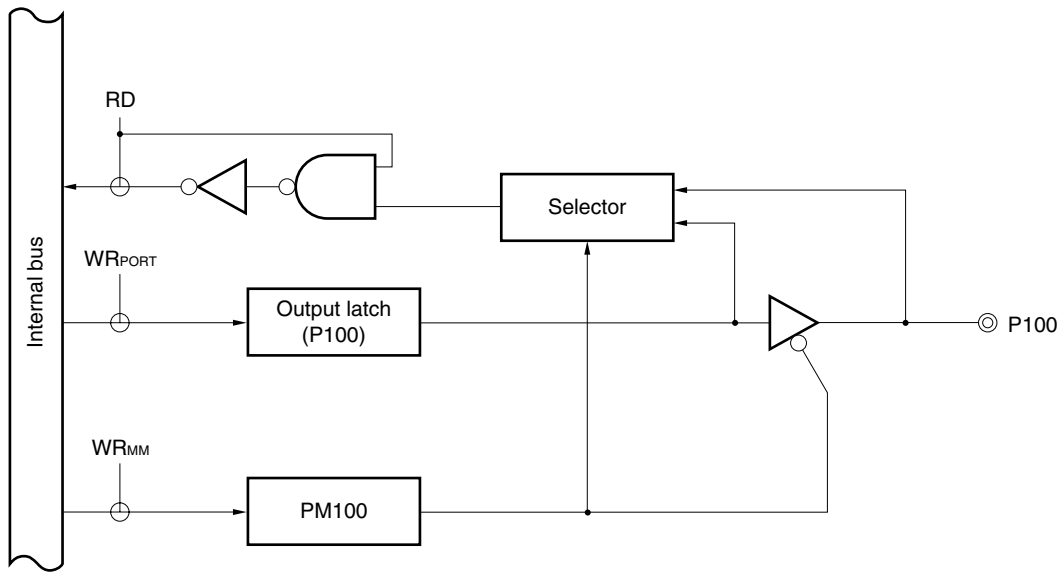 RD
Internal bus
Selector
WRPORT
Output latch
(P100)
P100
WRMM
PM100